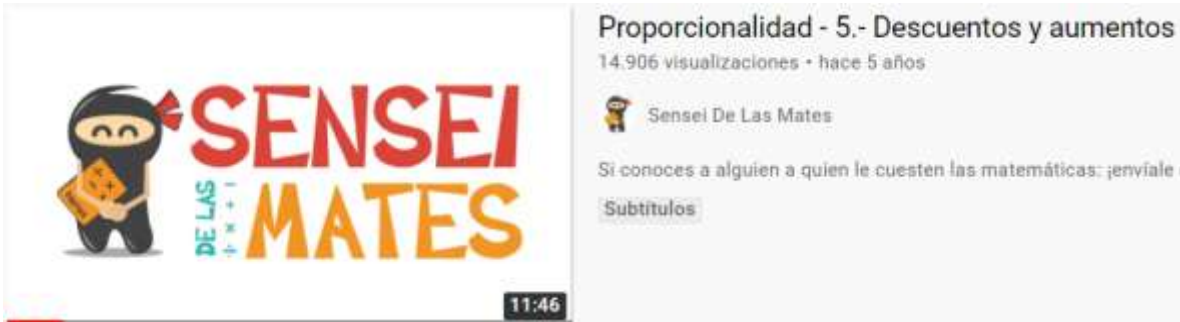 SENSEI
DE LAS
MATES
11:46
Proporcionalidad - 5.- Descuentos y aumentos
14.906 visualizaciones • hace 5 años
Sensei De Las Mates
Si conoces a alguien a quien le cuesten las matemáticas: ¡envíale
Subtítulos